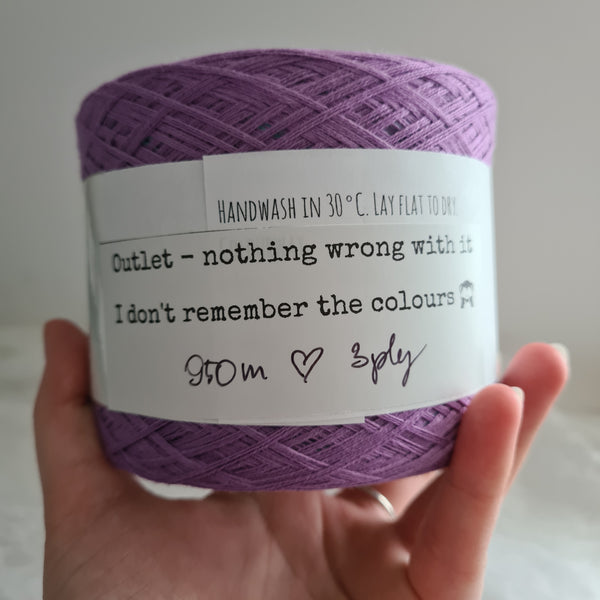 HANDWASH IN 30°C. LAY FLAT TO DRY.
Outlet - nothing wrong with it
I don't remember the colours
950m ♡ 3ply